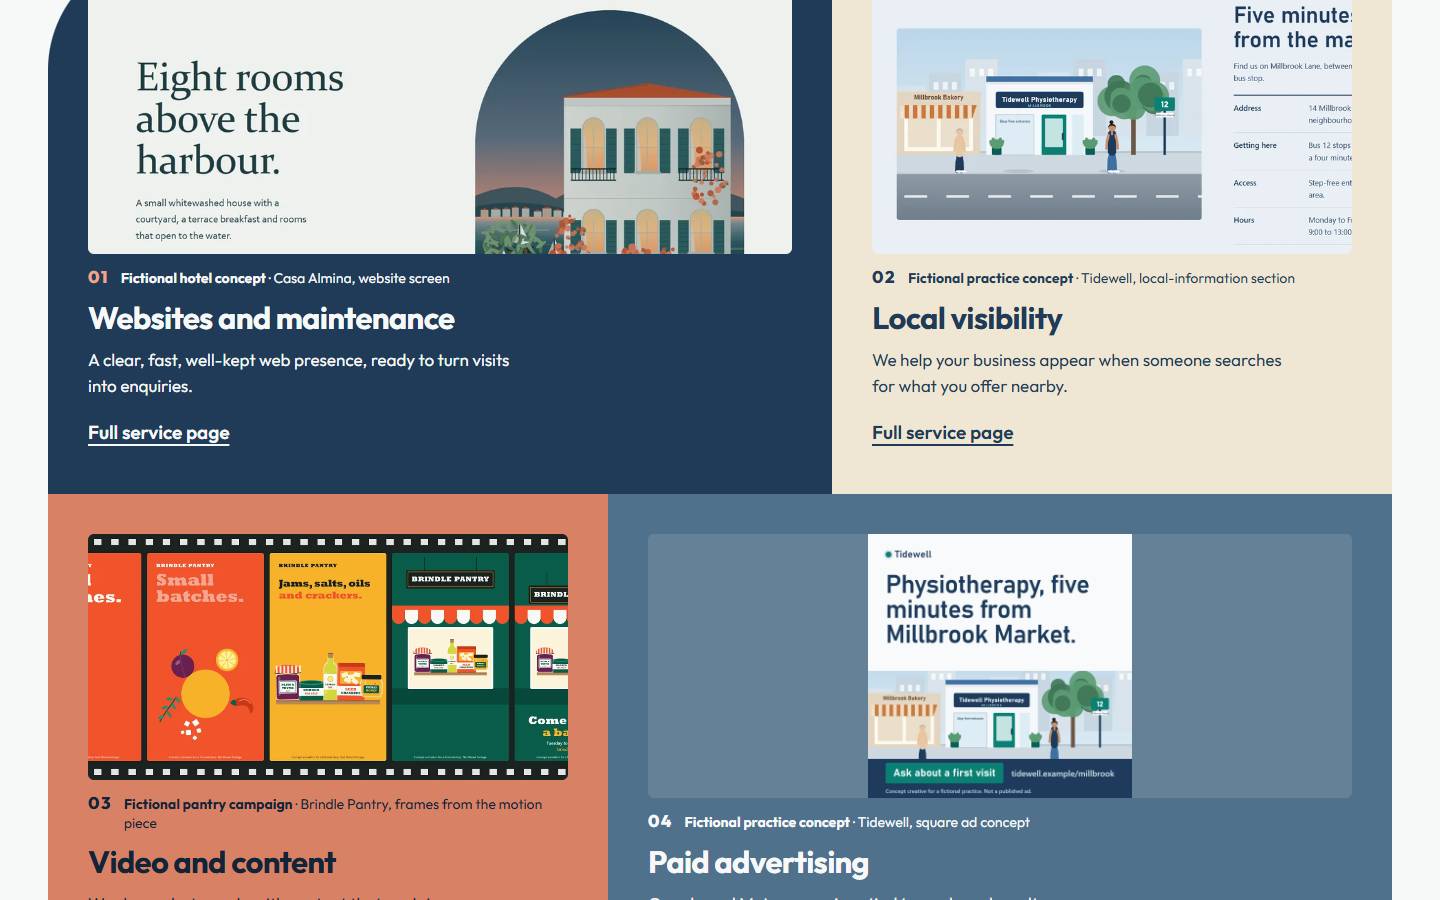 Eight rooms
above the
harbour.
A small whitewashed house with a
courtyard, a terrace breakfast and rooms
that open to the water.
01 Fictional hotel concept · Casa Almina, website screen
Websites and maintenance
A clear, fast, well-kept web presence, ready to turn visits
into enquiries.
Full service page
Millbrook Bakery
Tidewell Physiotherapy
MILLBROOK
Step-free entrance
12
Five minutes
from the ma
Find us on Millbrook Lane, between
bus stop.
Address
14 Millbrook
neighbourho
Getting here
Bus 12 stops
a four minute
Access
Step-free ent
area.
Hours
Monday to Fr
9:00 to 13:00
02 Fictional practice concept · Tidewell, local-information section
Local visibility
We help your business appear when someone searches
for what you offer nearby.
Full service page
es.
BRINDLE PANTRY
Small
batches.
BRINDLE PANTRY
Jams, salts, oils
and crackers.
BRINDLE PANTRY
BRINDL
Come
a ba
03 Fictional pantry campaign · Brindle Pantry, frames from the motion
piece
Video and content
Tidewell
Physiotherapy, five
minutes from
Millbrook Market.
Millbrook Bakery
Tidewell Physiotherapy
12
Ask about a first visit
tidewell.example/millbrook
Concept creative for a fictional practice. Not a published ad.
04 Fictional practice concept · Tidewell, square ad concept
Paid advertising